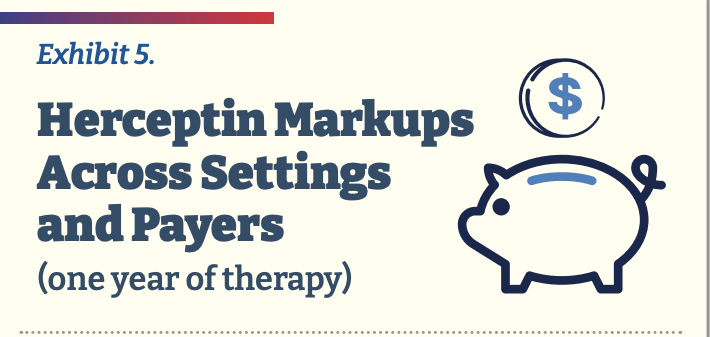 Exhibit 5.
Herceptin Markups
Across Settings
and Payers
(one year of therapy)
$